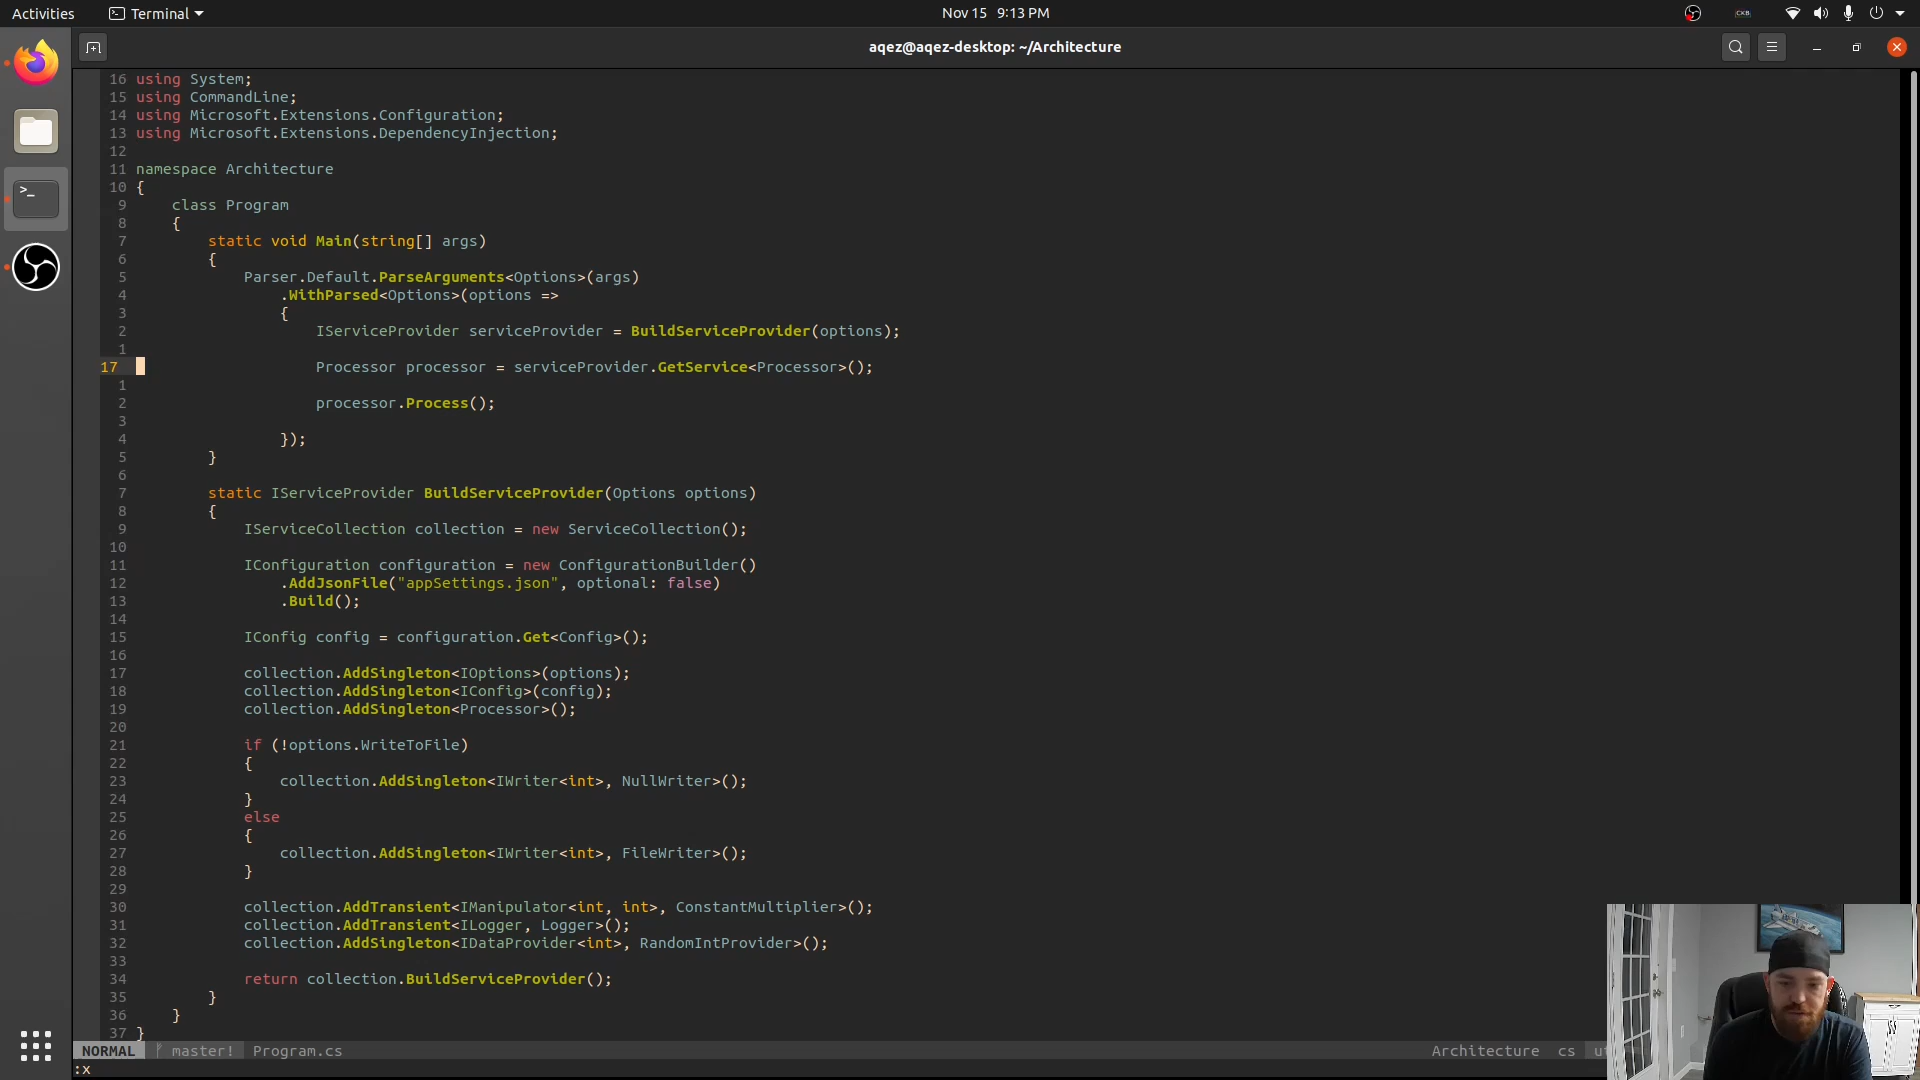 Activities Terminal Nov 15 9:13 PM CKB
aqez@aqez-desktop: ~/Architecture
16 using System;
15 using CommandLine;
14 using Microsoft.Extensions.Configuration;
13 using Microsoft.Extensions.DependencyInjection;
12
11 namespace Architecture
10 {
9     class Program
8     {
7         static void Main(string[] args)
6         {
5             Parser.Default.ParseArguments<Options>(args)
4                 .WithParsed<Options>(options =>
3                 {
2                     IServiceProvider serviceProvider = BuildServiceProvider(options);
1
17                     Processor processor = serviceProvider.GetService<Processor>();
1
2                     processor.Process();
3
4                 });
5         }
6
7         static IServiceProvider BuildServiceProvider(Options options)
8         {
9             IServiceCollection collection = new ServiceCollection();
10
11             IConfiguration configuration = new ConfigurationBuilder()
12                 .AddJsonFile("appSettings.json", optional: false)
13                 .Build();
14
15             IConfig config = configuration.Get<Config>();
16
17             collection.AddSingleton<IOptions>(options);
18             collection.AddSingleton<IConfig>(config);
19             collection.AddSingleton<Processor>();
20
21             if (!options.WriteToFile)
22             {
23                 collection.AddSingleton<IWriter<int>, NullWriter>();
24             }
25             else
26             {
27                 collection.AddSingleton<IWriter<int>, FileWriter>();
28             }
29
30             collection.AddTransient<IManipulator<int, int>, ConstantMultiplier>();
31             collection.AddTransient<ILogger, Logger>();
32             collection.AddSingleton<IDataProvider<int>, RandomIntProvider>();
33
34             return collection.BuildServiceProvider();
35         }
36     }
37 }
NORMAL master! Program.cs Architecture cs
:x